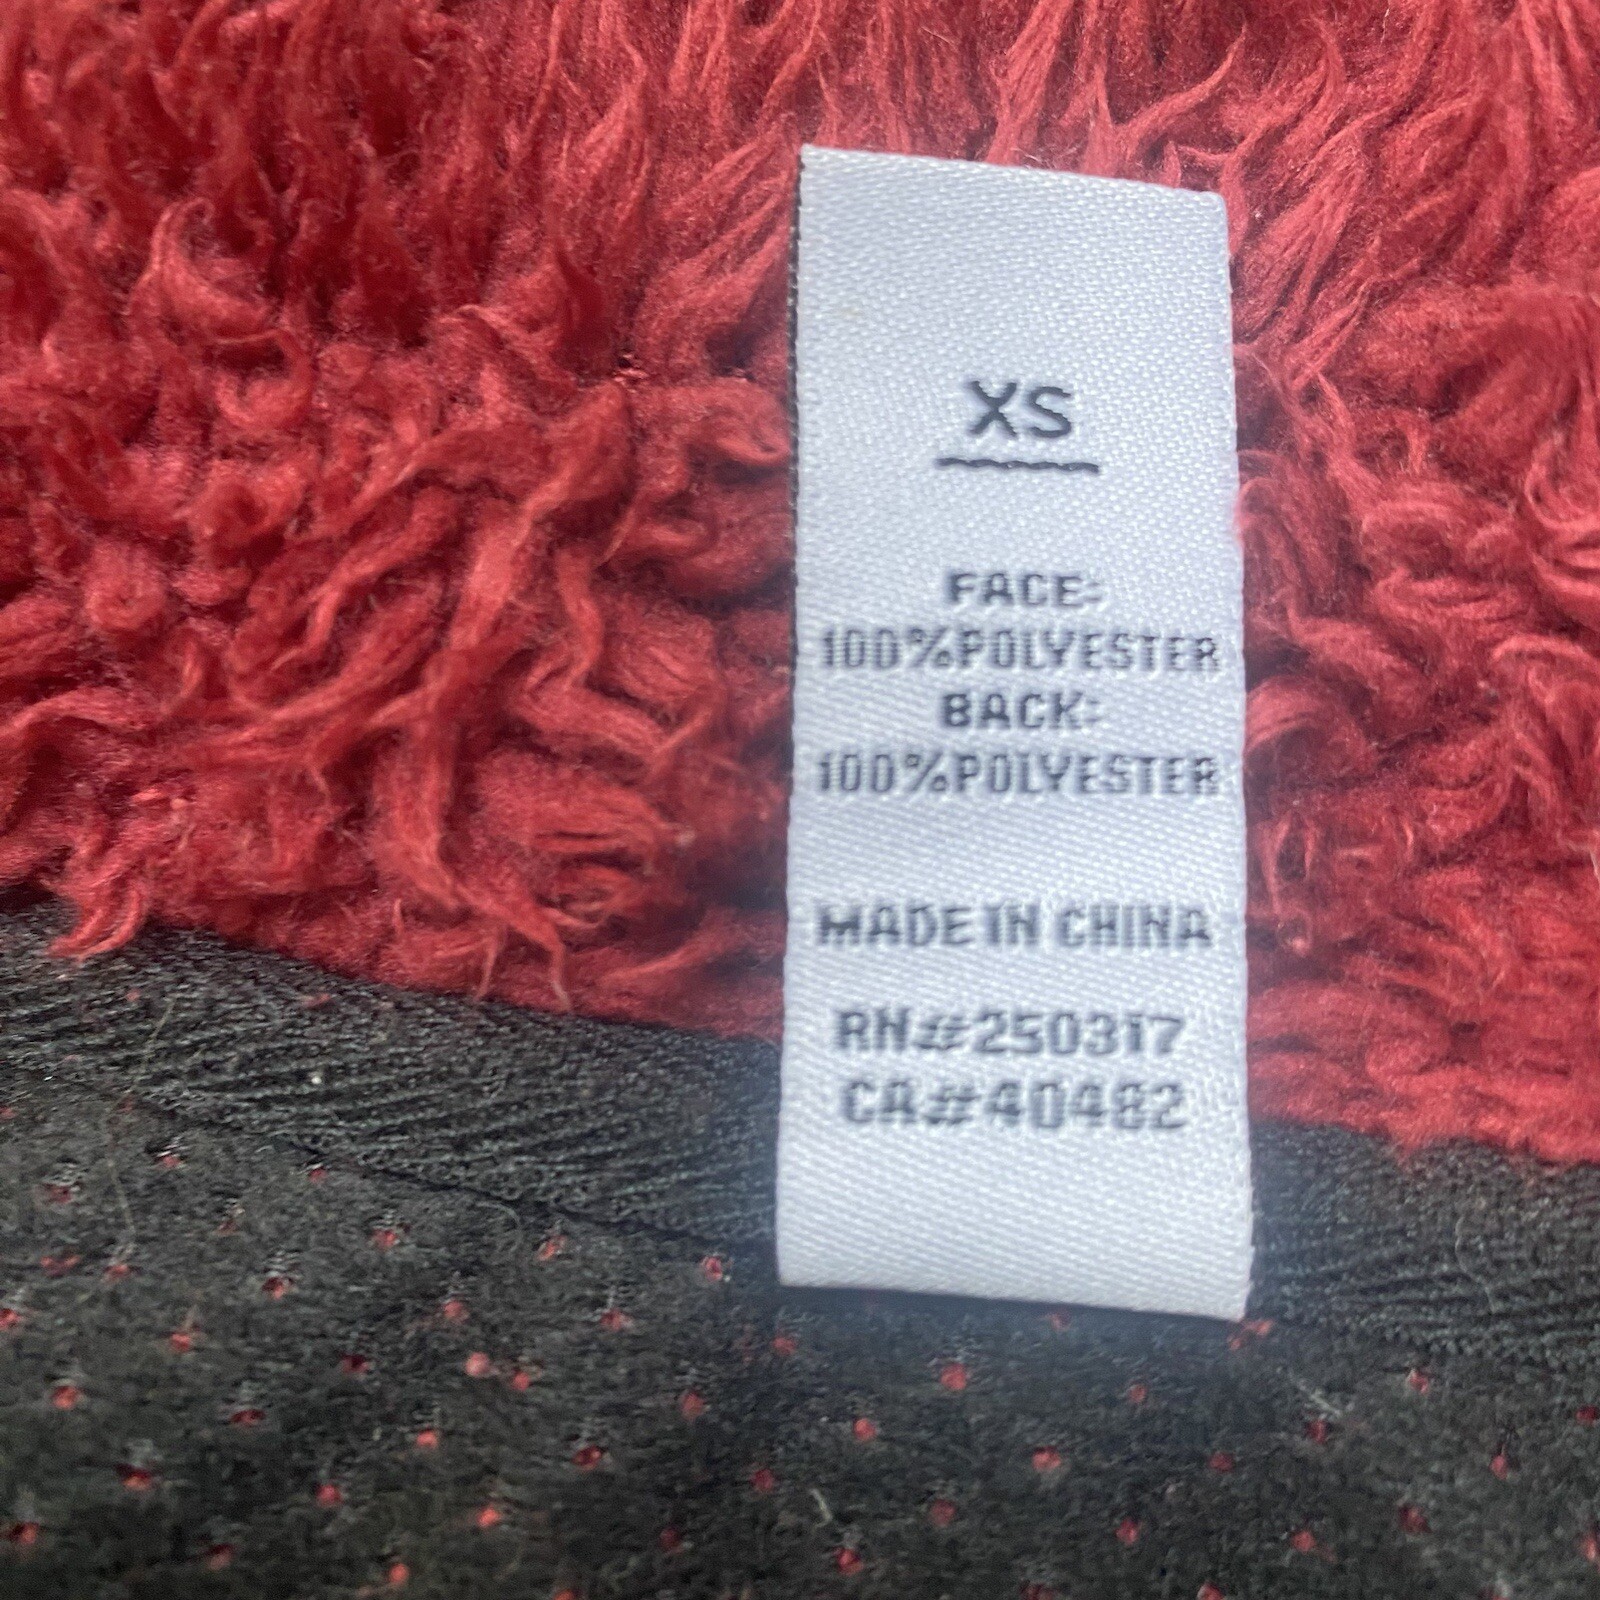 XS
FACE:
100%POLYESTER
BACK:
100%POLYESTER
MADE IN CHINA
RN#250317
CA#40482